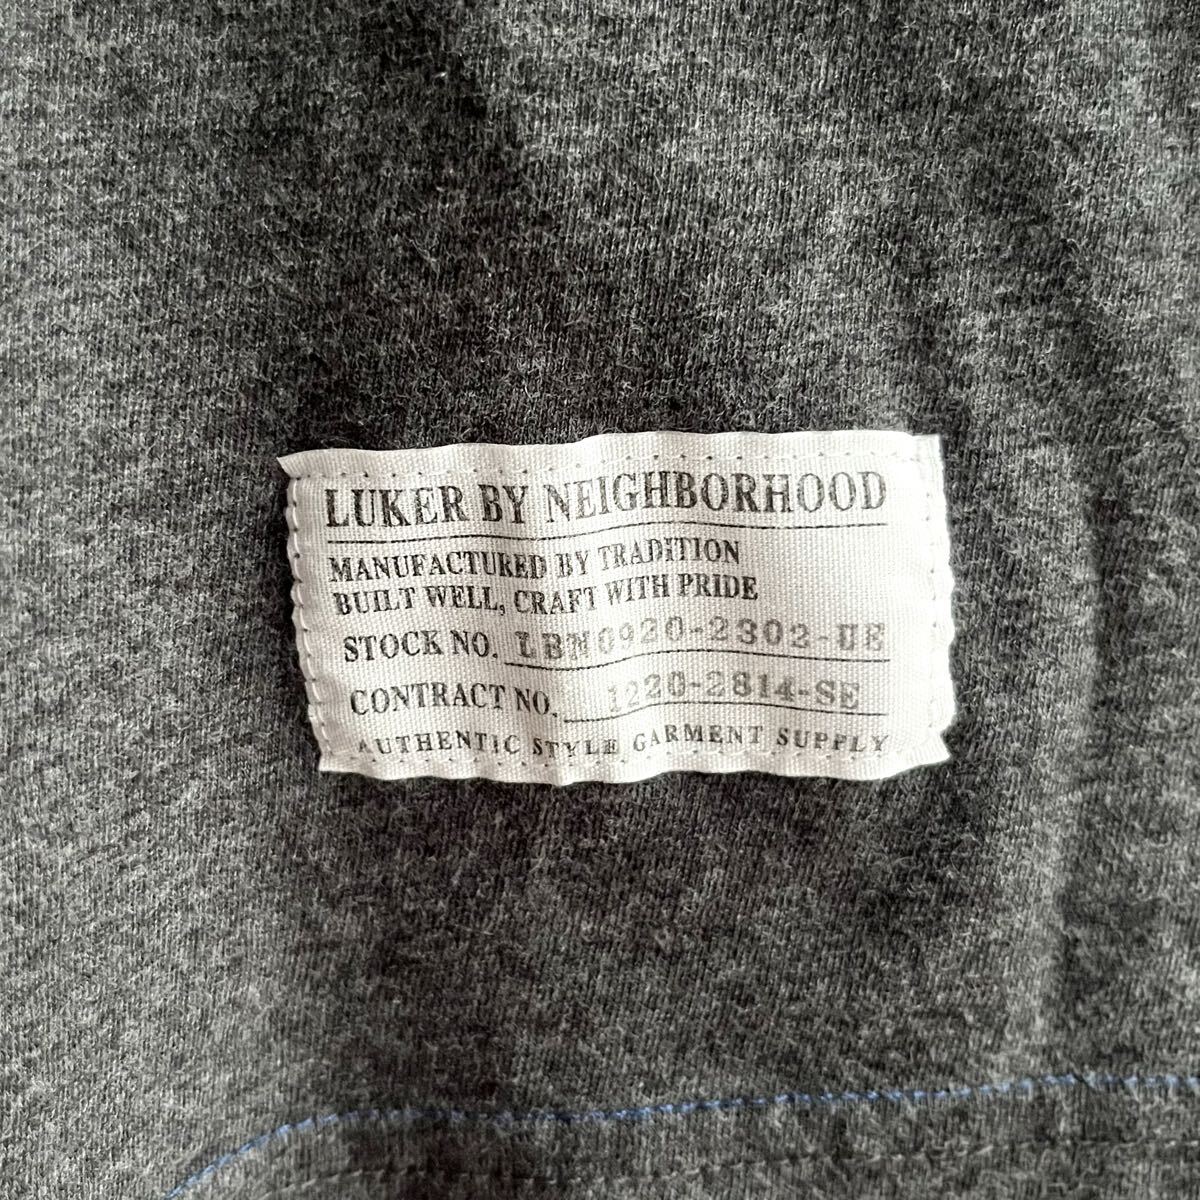 LUKER BY NEIGHBORHOOD
MANUFACTURED BY TRADITION
BUILT WELL, CRAFT WITH PRIDE
STOCK NO. LBN0920-2302-UE
CONTRACT NO. 1220-2814-SE
AUTHENTIC STYLE GARMENT SUPPLY